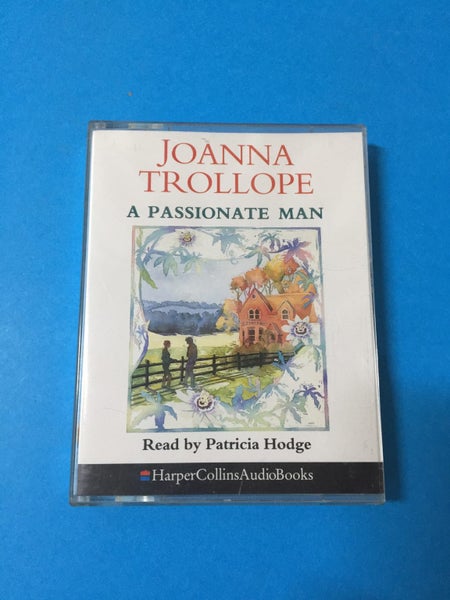 JOANNA
TROLLOPE
A PASSIONATE MAN
Read by Patricia Hodge
HarperCollinsAudioBooks